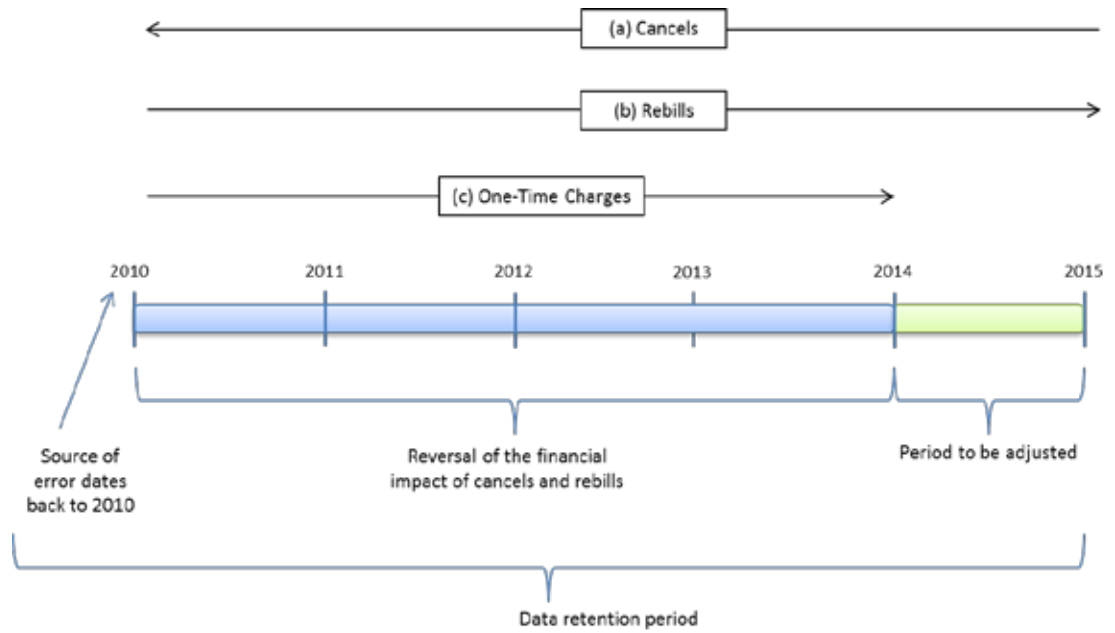 (a) Cancels
(b) Rebills
(c) One-Time Charges
2010 2011 2012 2013 2014 2015
Source of
error dates
back to 2010
Reversal of the financial
impact of cancels and rebills
Period to be adjusted
Data retention period